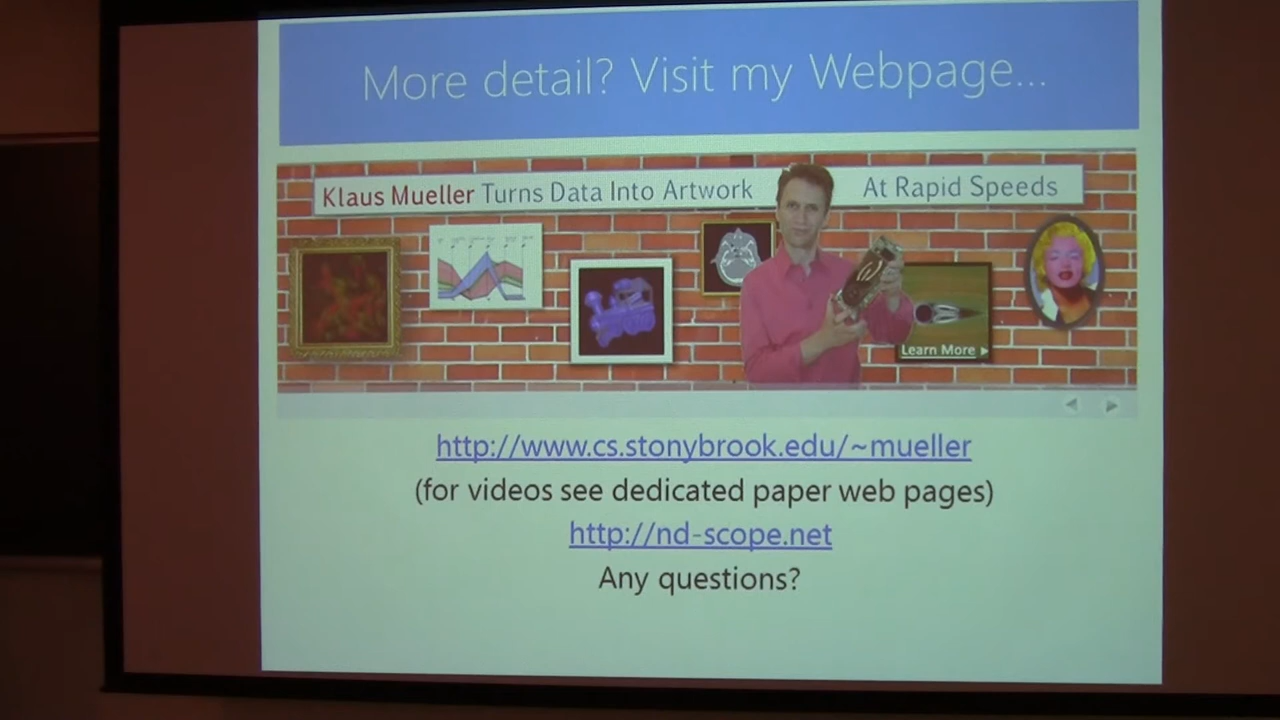 More detail? Visit my Webpage...
Klaus Mueller Turns Data Into Artwork At Rapid Speeds
Learn More
http://www.cs.stonybrook.edu/~mueller
(for videos see dedicated paper web pages)
http://nd-scope.net
Any questions?